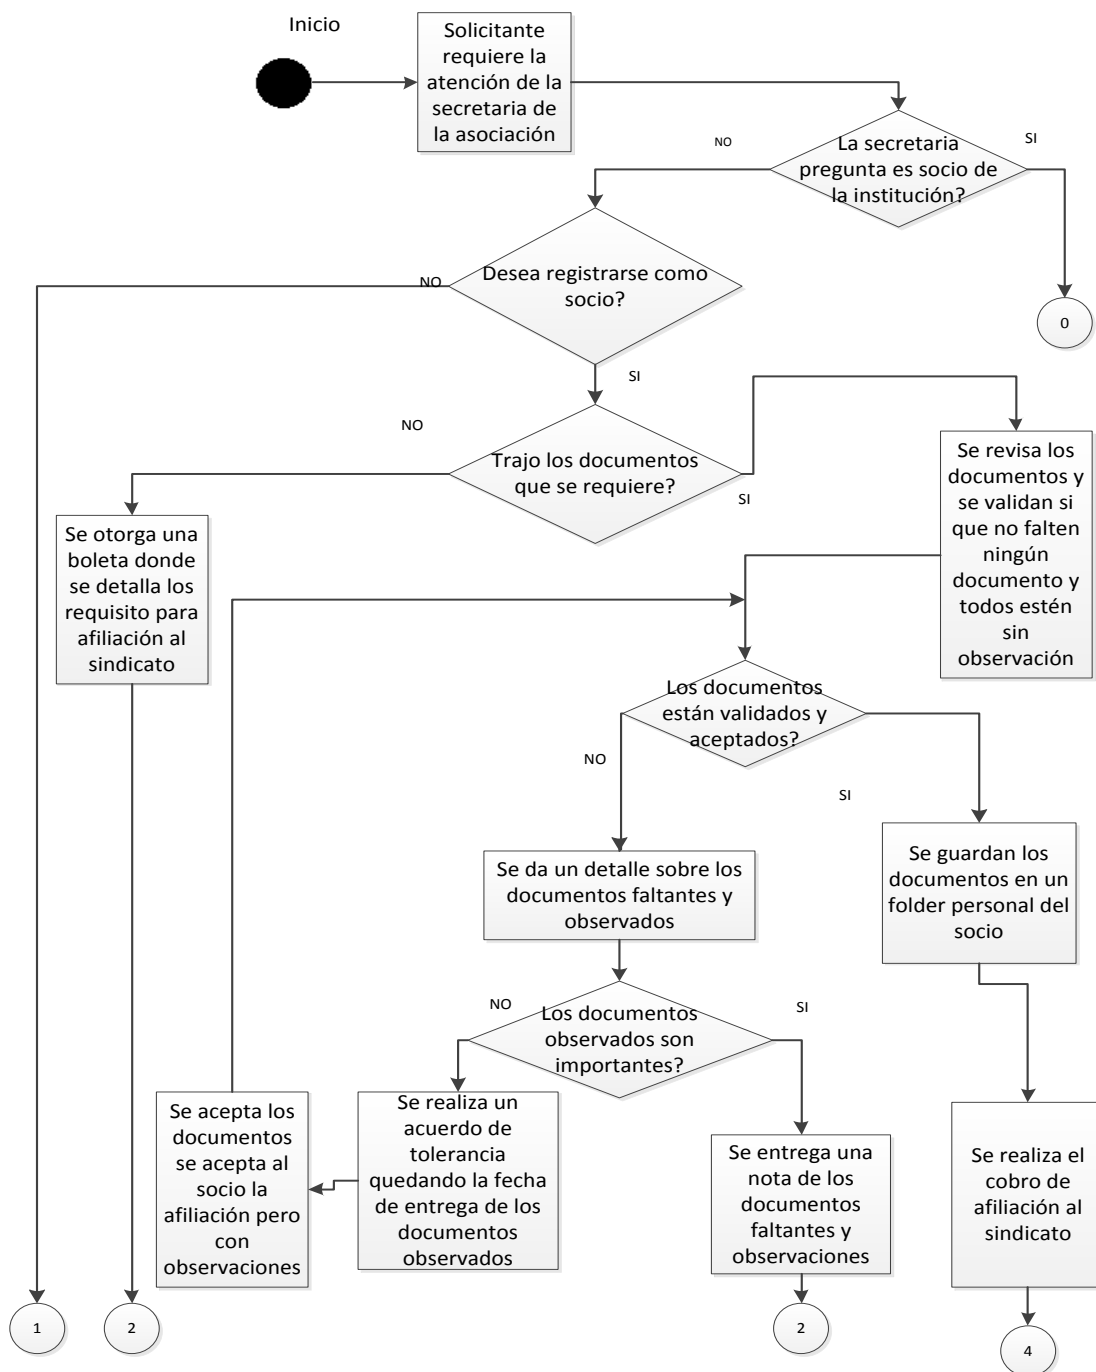 Inicio
Solicitante
requiere la
atención de la
secretaria de
la asociación
La secretaria
pregunta es socio de
la institución?
NO
SI
0
Desea registrarse como
socio?
NO
SI
Trajo los documentos
que se requiere?
NO
SI
Se revisa los
documentos y
se validan si
que no falten
ningún
documento y
todos estén
sin
observación
Se otorga una
boleta donde
se detalla los
requisito para
afiliación al
sindicato
Los documentos
están validados y
aceptados?
NO
SI
Se da un detalle sobre los
documentos faltantes y
observados
Se guardan los
documentos en un
folder personal del
socio
Los documentos
observados son
importantes?
NO
SI
Se acepta los
documentos
se acepta al
socio la
afiliación pero
con
observaciones
Se realiza un
acuerdo de
tolerancia
quedando la fecha
de entrega de los
documentos
observados
Se entrega una
nota de los
documentos
faltantes y
observaciones
Se realiza el
cobro de
afiliación al
sindicato
1
2
2
4